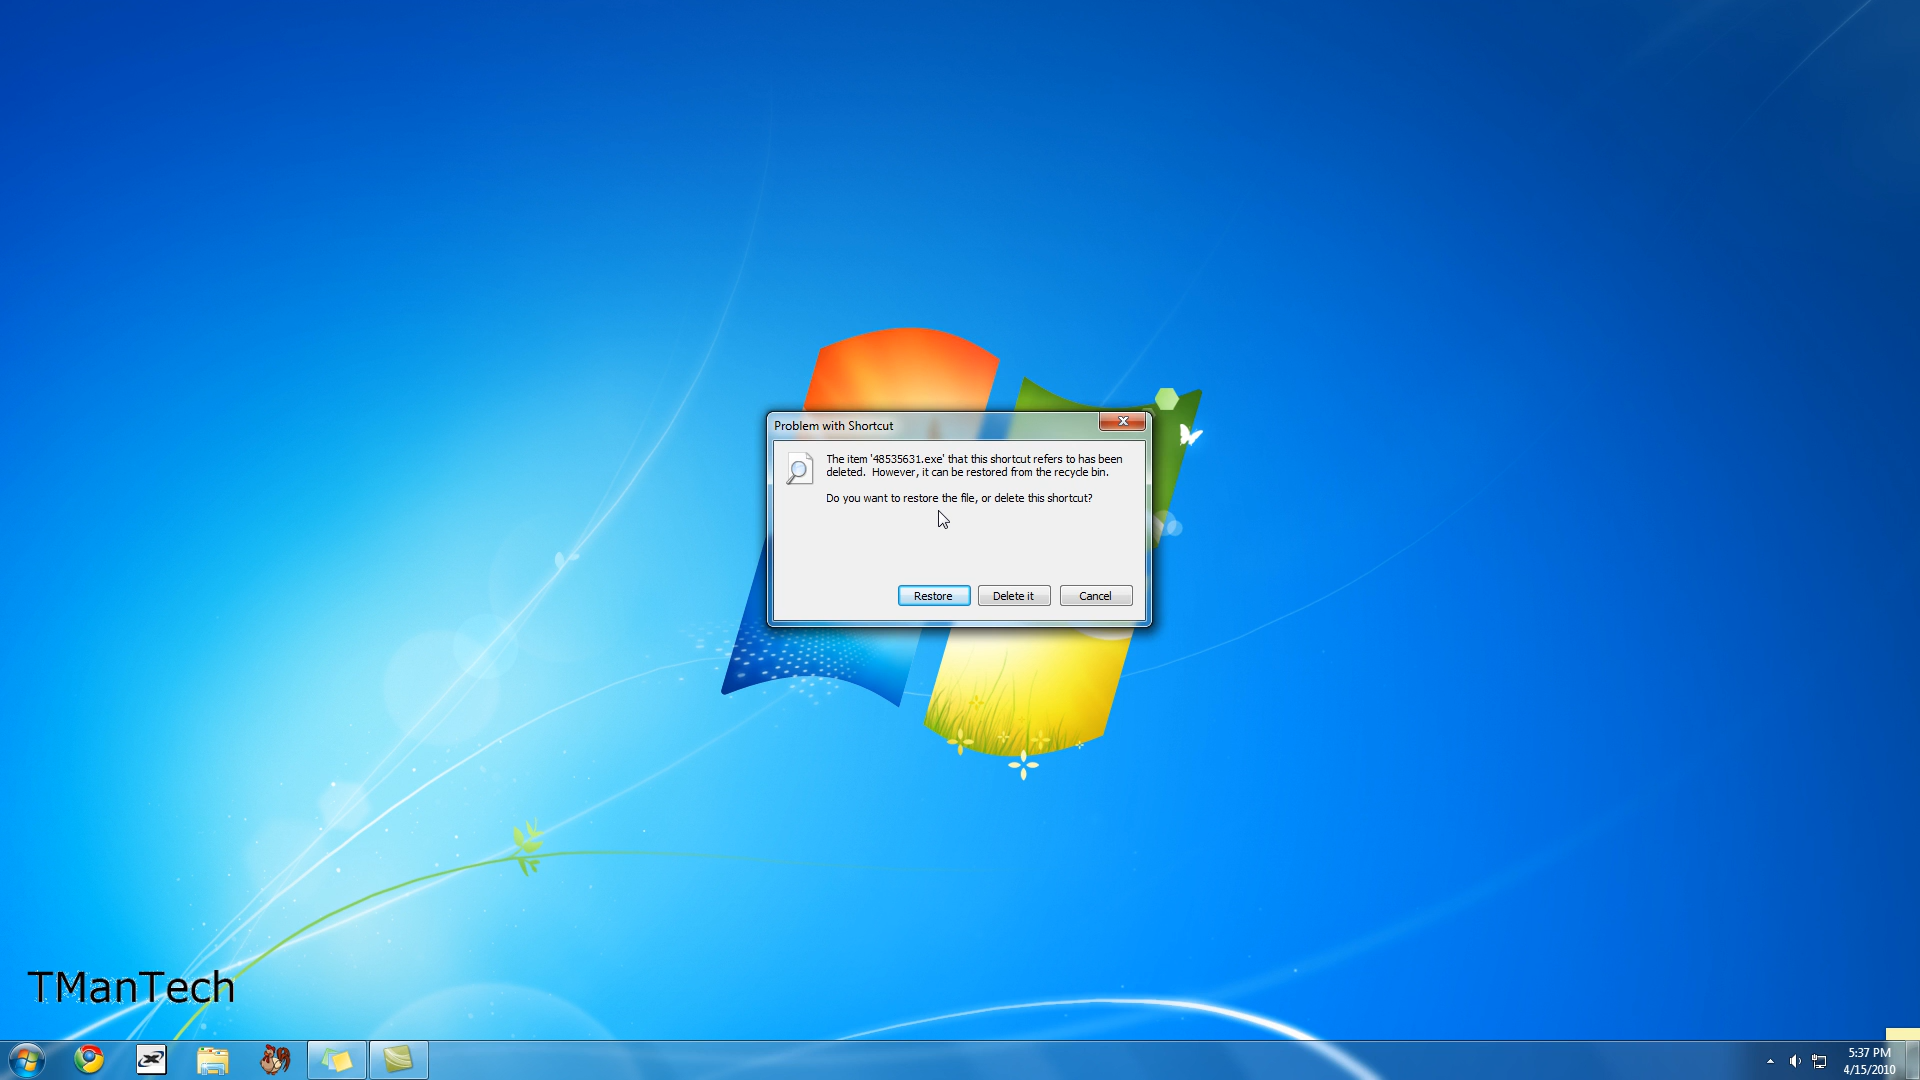 Problem with Shortcut
The item '48535631.exe' that this shortcut refers to has been
deleted.  However, it can be restored from the recycle bin.
Do you want to restore the file, or delete this shortcut?
Restore
Delete it
Cancel
TManTech
5:37 PM
4/15/2010